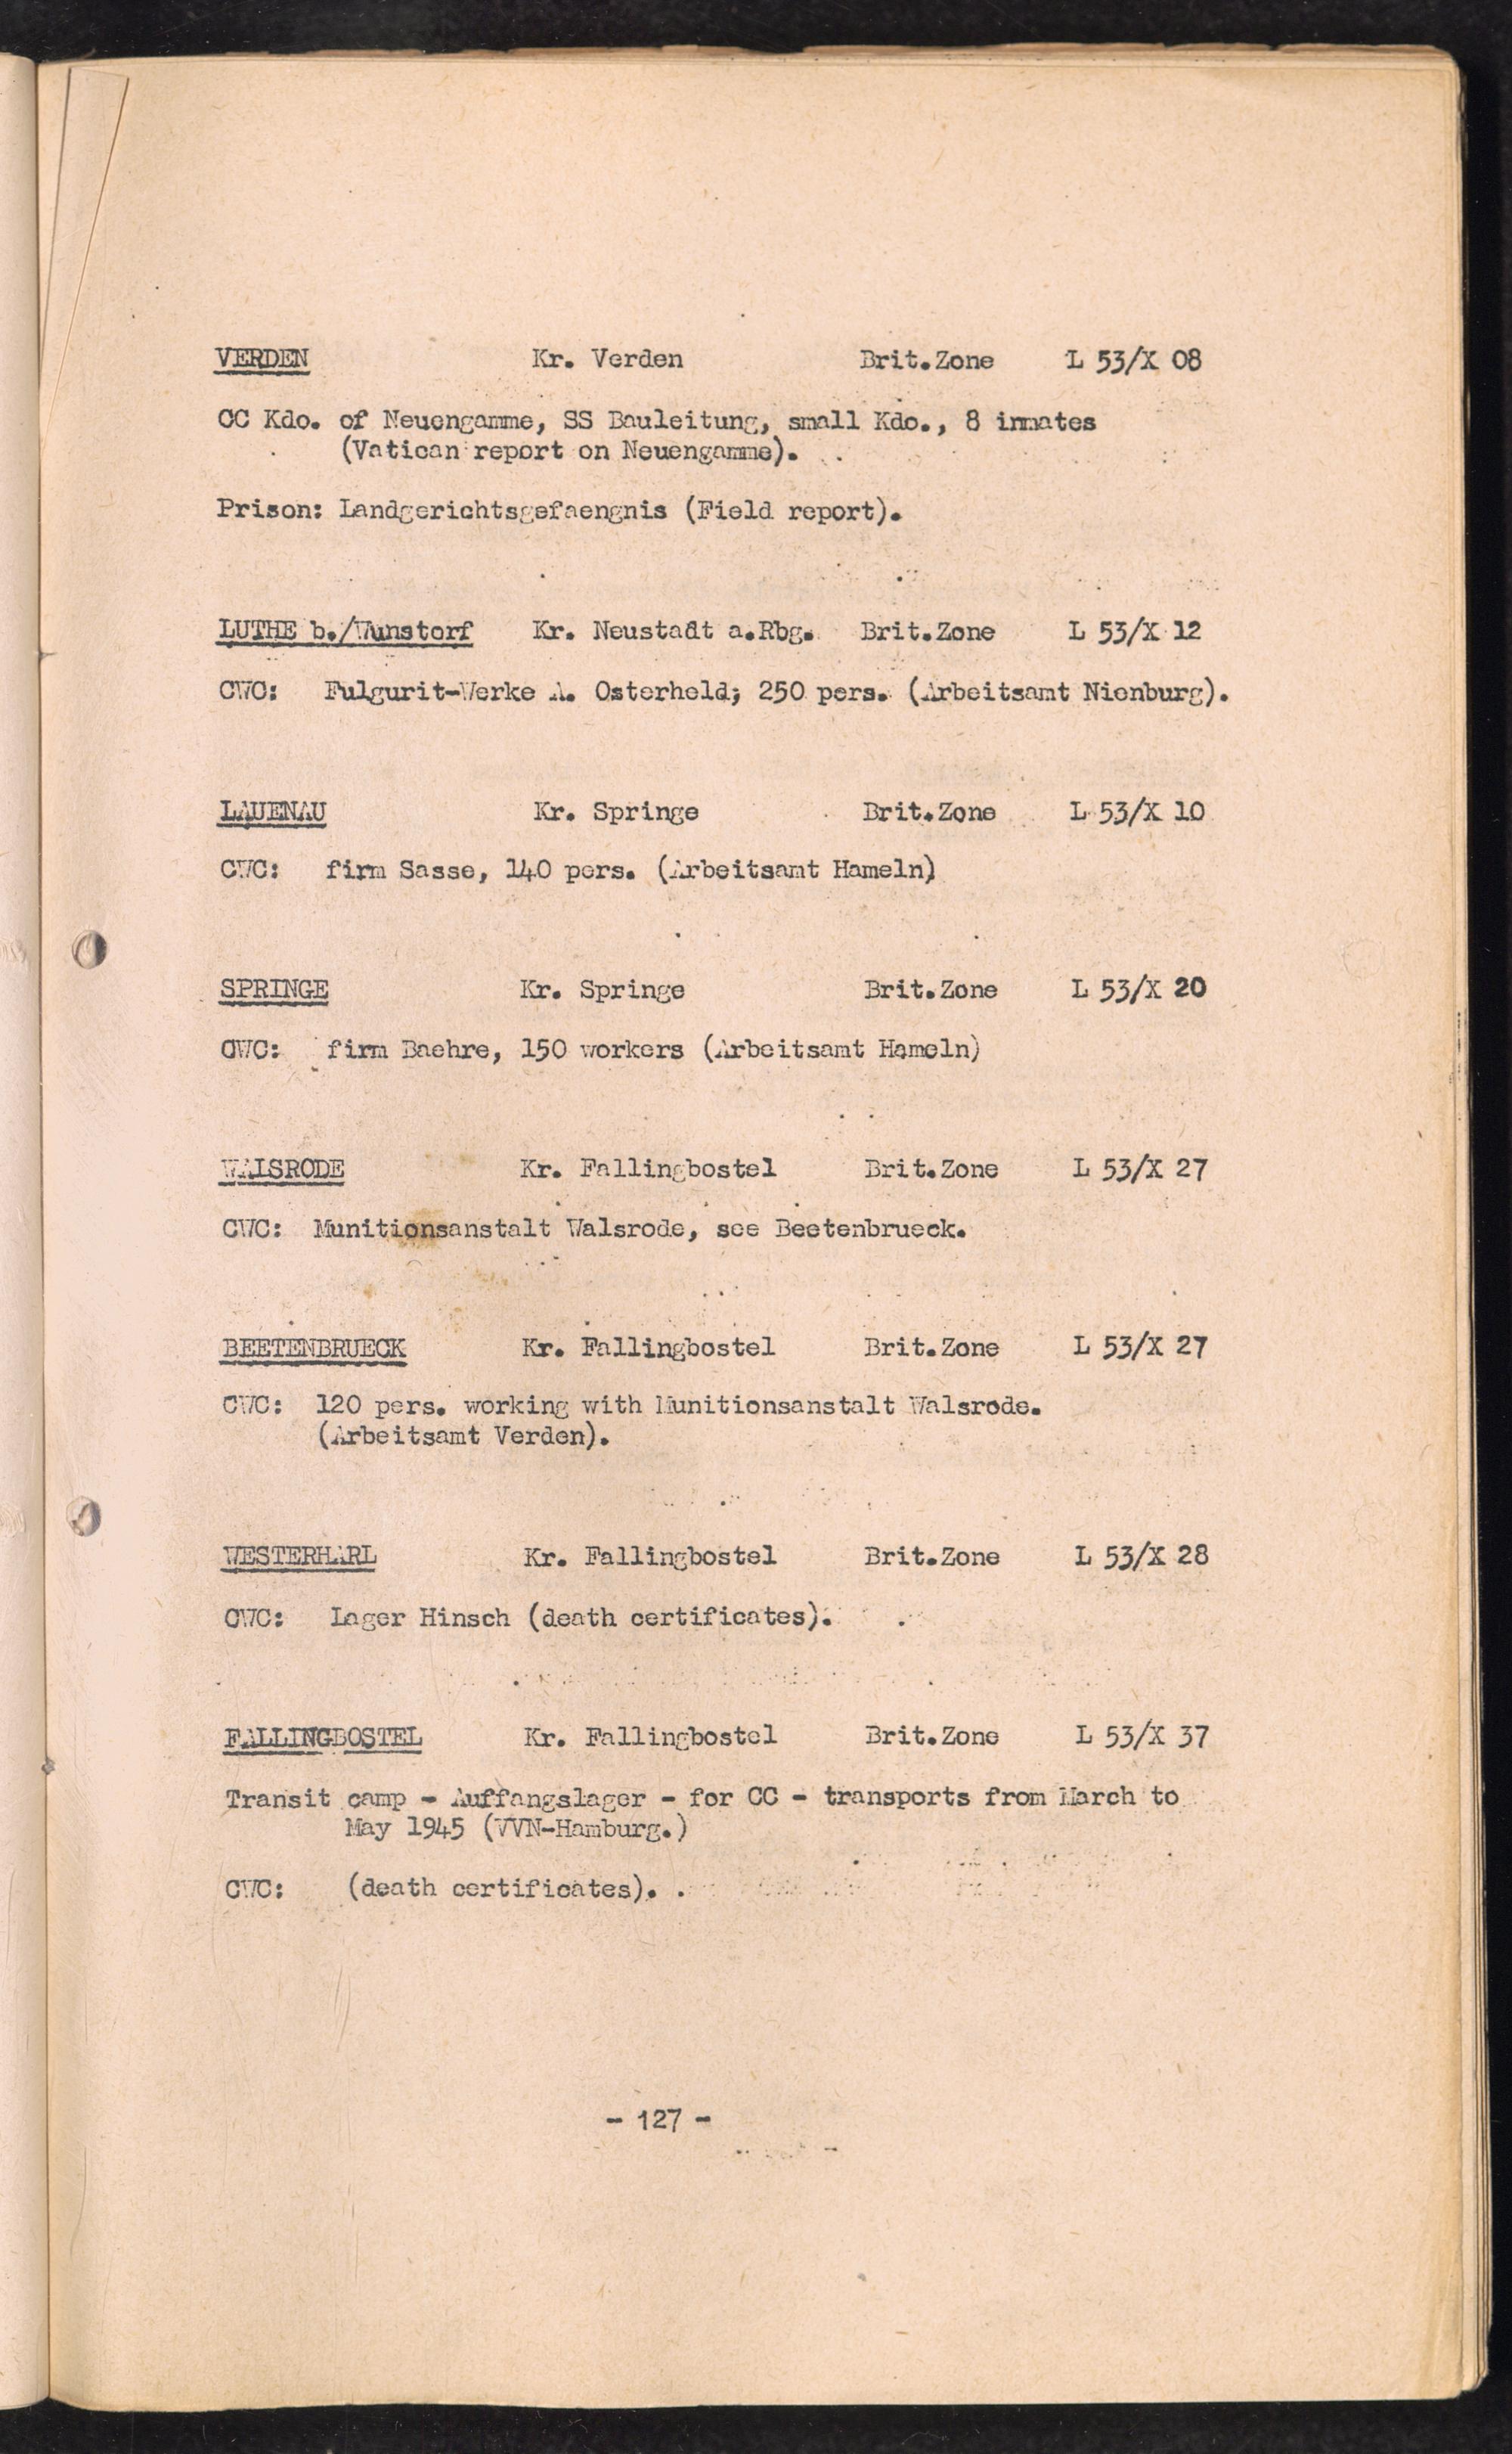 VERDEN Kr. Verden Brit.Zone L 53/X 08
CC Kdo. of Neuengamme, SS Bauleitung, small Kdo., 8 inmates
(Vatican report on Neuengamme).
Prison: Landgerichtsgefaengnis (Field report).
LUTHE b./Wunstorf Kr. Neustadt a.Rbg. Brit.Zone L 53/X 12
CWC: Fulgurit-Werke A. Osterheld; 250 pers. (Arbeitsamt Nienburg).
LAUENAU Kr. Springe Brit.Zone L 53/X 10
CWC: firm Sasse, 140 pers. (Arbeitsamt Hameln)
SPRINGE Kr. Springe Brit.Zone L 53/X 20
CWC: firm Baehre, 150 workers (Arbeitsamt Hameln)
WALSRODE Kr. Fallingbostel Brit.Zone L 53/X 27
CWC: Munitionsanstalt Walsrode, see Beetenbrueck.
BEETENBRUECK Kr. Fallingbostel Brit.Zone L 53/X 27
CWC: 120 pers. working with Munitionsanstalt Walsrode.
(Arbeitsamt Verden).
WESTERHARL Kr. Fallingbostel Brit.Zone L 53/X 28
CWC: Lager Hinsch (death certificates).
FALLINGBOSTEL Kr. Fallingbostel Brit.Zone L 53/X 37
Transit camp - Auffangslager - for CC - transports from March to
May 1945 (VVN-Hamburg.)
CWC: (death certificates).
- 127 -